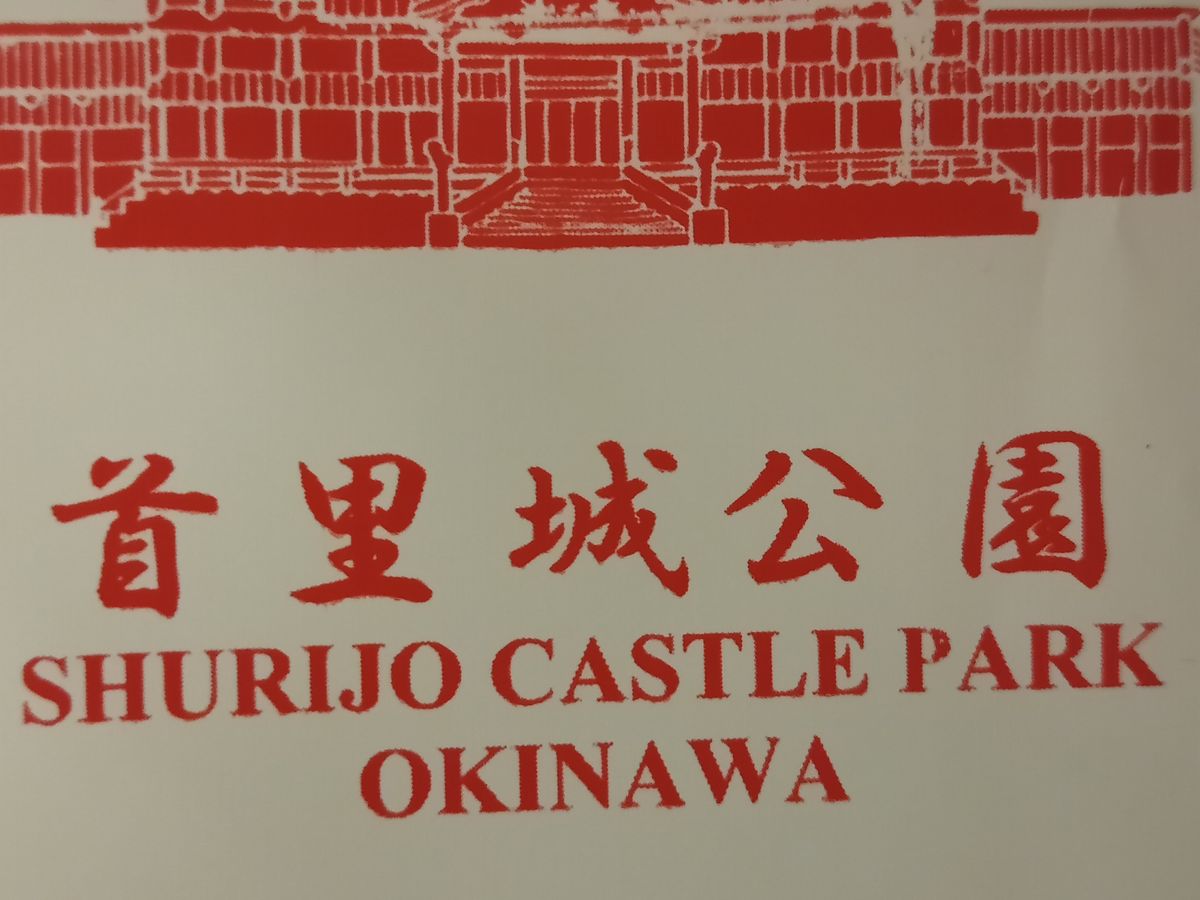 首里城公園
SHURIJO CASTLE PARK
OKINAWA